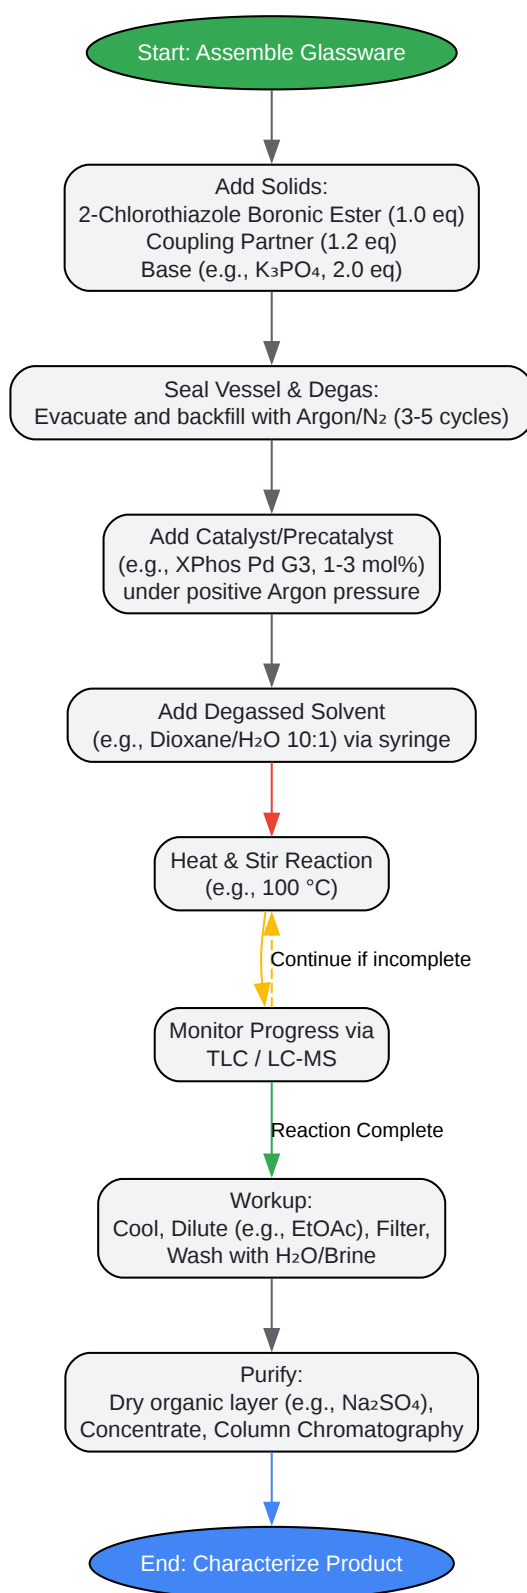 Start: Assemble Glassware
Add Solids:
2-Chlorothiazole Boronic Ester (1.0 eq)
Coupling Partner (1.2 eq)
Base (e.g., K₃PO₄, 2.0 eq)
Seal Vessel & Degas:
Evacuate and backfill with Argon/N₂ (3-5 cycles)
Add Catalyst/Precatalyst
(e.g., XPhos Pd G3, 1-3 mol%)
under positive Argon pressure
Add Degassed Solvent
(e.g., Dioxane/H₂O 10:1) via syringe
Heat & Stir Reaction
(e.g., 100 °C)
Continue if incomplete
Monitor Progress via
TLC / LC-MS
Reaction Complete
Workup:
Cool, Dilute (e.g., EtOAc), Filter,
Wash with H₂O/Brine
Purify:
Dry organic layer (e.g., Na₂SO₄),
Concentrate, Column Chromatography
End: Characterize Product